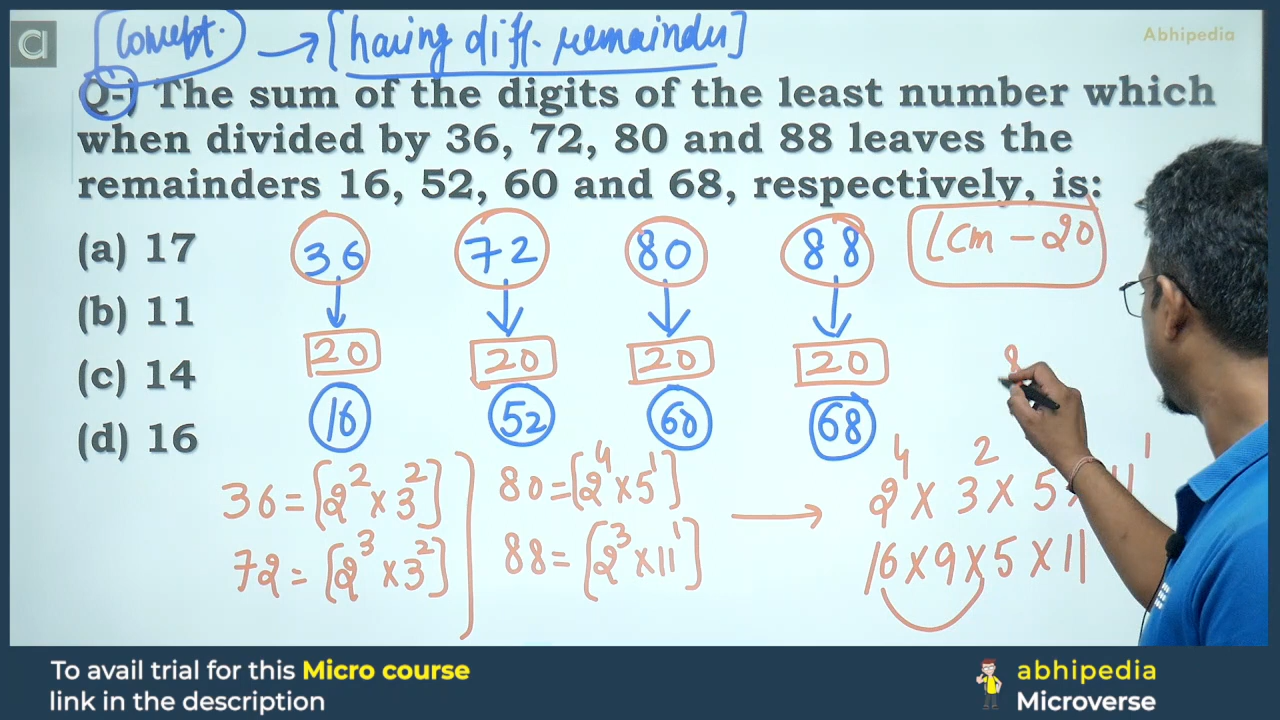 Concept. → [having diff. remainder]
Abhipedia
Q-) The sum of the digits of the least number which
when divided by 36, 72, 80 and 88 leaves the
remainders 16, 52, 60 and 68, respectively, is:
(a) 17
(b) 11
(c) 14
(d) 16
36 72 80 88
LCM - 20
20 20 20 20
16 52 60 68
8
36 = [2² × 3²]
72 = [2³ × 3²]
80 = [2⁴ × 5¹]
88 = [2³ × 11¹]
→ 2⁴ × 3² × 5 × 11¹
16 × 9 × 5 × 11
To avail trial for this Micro course
link in the description
abhipedia
Microverse